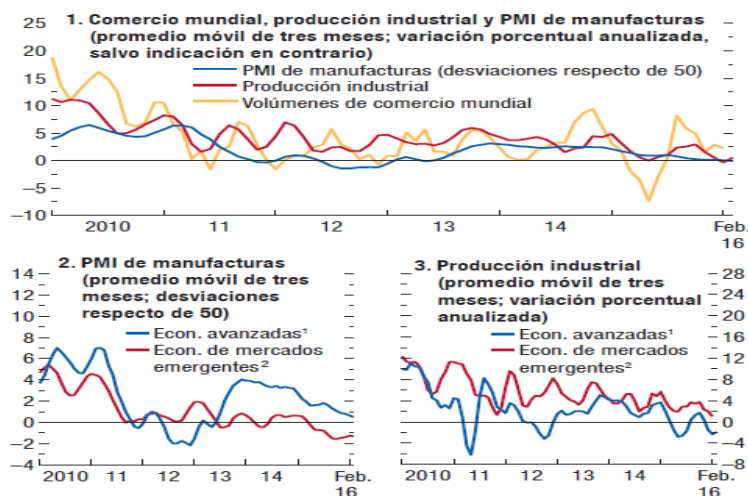 1. Comercio mundial, producción industrial y PMI de manufacturas
(promedio móvil de tres meses; variación porcentual anualizada,
salvo indicación en contrario)
PMI de manufacturas (desviaciones respecto de 50)
Producción industrial
Volúmenes de comercio mundial
25
20
15
10
5
0
–5
–10
2010 11 12 13 14 Feb.
16
2. PMI de manufacturas
(promedio móvil de tres
meses; desviaciones
respecto de 50)
Econ. avanzadas¹
Econ. de mercados
emergentes²
14
12
10
8
6
4
2
0
–2
–4
2010 11 12 13 14 Feb.
16
3. Producción industrial
(promedio móvil de tres
meses; variación porcentual
anualizada)
Econ. avanzadas¹
Econ. de mercados
emergentes²
28
24
20
16
12
8
4
0
–4
–8
2010 11 12 13 14 Feb.
16